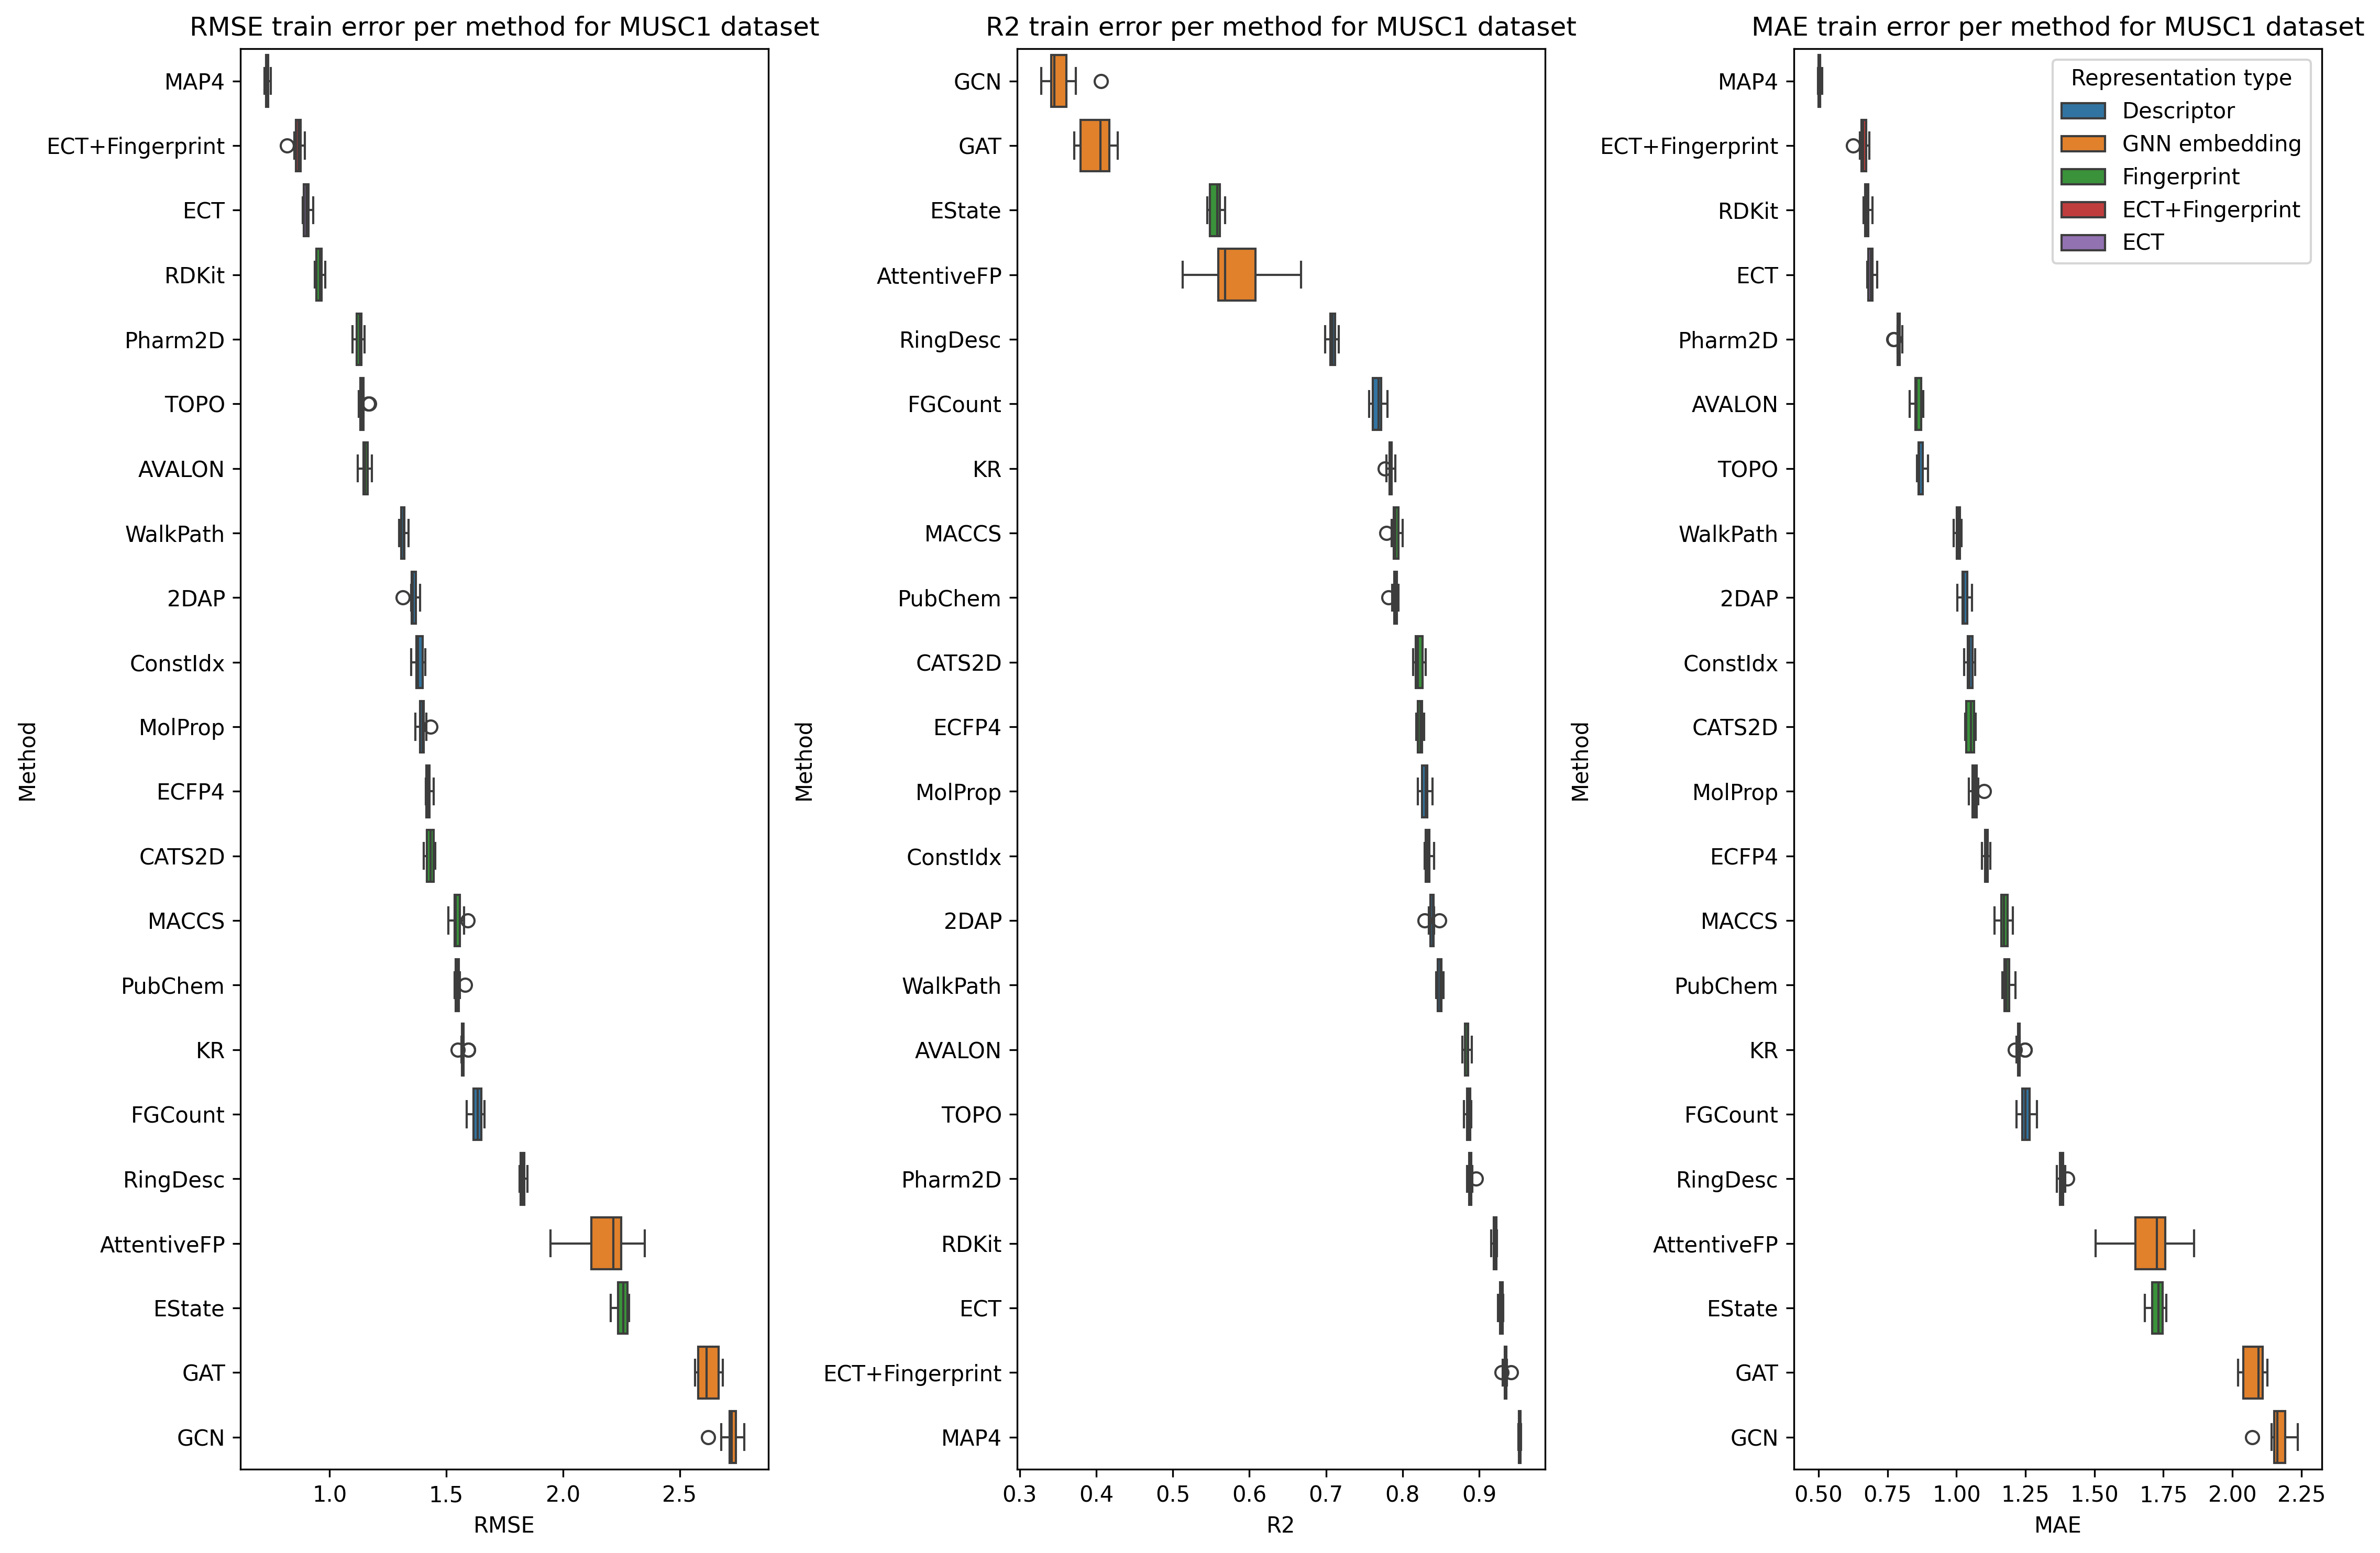 RMSE train error per method for MUSC1 dataset
Method
MAP4
ECT+Fingerprint
ECT
RDKit
Pharm2D
TOPO
AVALON
WalkPath
2DAP
ConstIdx
MolProp
ECFP4
CATS2D
MACCS
PubChem
KR
FGCount
RingDesc
AttentiveFP
EState
GAT
GCN
1.0 1.5 2.0 2.5
RMSE
R2 train error per method for MUSC1 dataset
Method
GCN
GAT
EState
AttentiveFP
RingDesc
FGCount
KR
MACCS
PubChem
CATS2D
ECFP4
MolProp
ConstIdx
2DAP
WalkPath
AVALON
TOPO
Pharm2D
RDKit
ECT
ECT+Fingerprint
MAP4
0.3 0.4 0.5 0.6 0.7 0.8 0.9
R2
MAE train error per method for MUSC1 dataset
Method
MAP4
ECT+Fingerprint
RDKit
ECT
Pharm2D
AVALON
TOPO
WalkPath
2DAP
ConstIdx
CATS2D
MolProp
ECFP4
MACCS
PubChem
KR
FGCount
RingDesc
AttentiveFP
EState
GAT
GCN
0.50 0.75 1.00 1.25 1.50 1.75 2.00 2.25
MAE
Representation type
Descriptor
GNN embedding
Fingerprint
ECT+Fingerprint
ECT